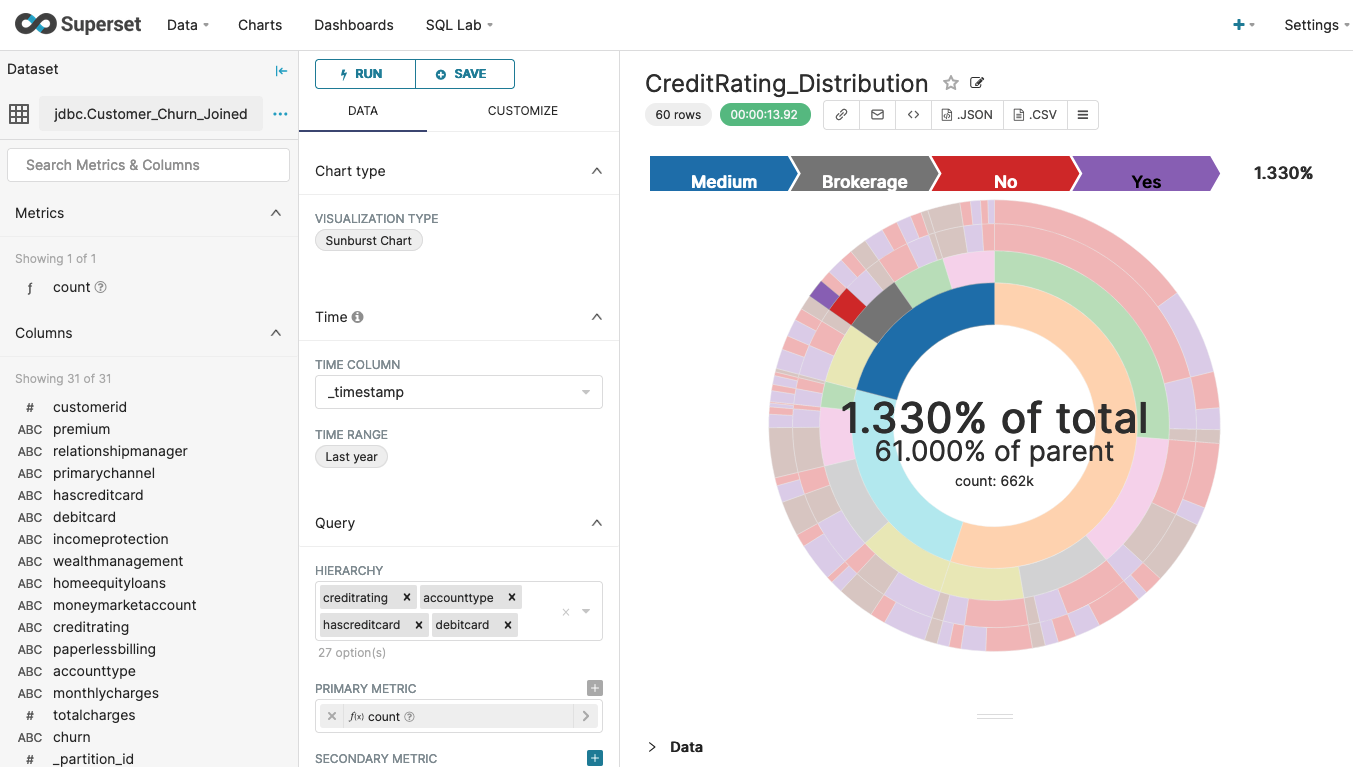 Superset Data Charts Dashboards SQL Lab + Settings
Dataset
jdbc.Customer_Churn_Joined
Search Metrics & Columns
Metrics
Showing 1 of 1
ƒ count
Columns
Showing 31 of 31
# customerid
ABC premium
ABC relationshipmanager
ABC primarychannel
ABC hascreditcard
ABC debitcard
ABC incomeprotection
ABC wealthmanagement
ABC homeequityloans
ABC moneymarketaccount
ABC creditrating
ABC paperlessbilling
ABC accounttype
ABC monthlycharges
# totalcharges
ABC churn
# _partition_id
RUN SAVE
DATA CUSTOMIZE
Chart type
VISUALIZATION TYPE
Sunburst Chart
Time
TIME COLUMN
_timestamp
TIME RANGE
Last year
Query
HIERARCHY
creditrating x accounttype x
hascreditcard x debitcard x
27 option(s)
PRIMARY METRIC
ƒ(x) count
SECONDARY METRIC
CreditRating_Distribution
60 rows 00:00:13.92 .JSON .CSV
Medium Brokerage No Yes 1.330%
1.330% of total
61.000% of parent
count: 662k
Data